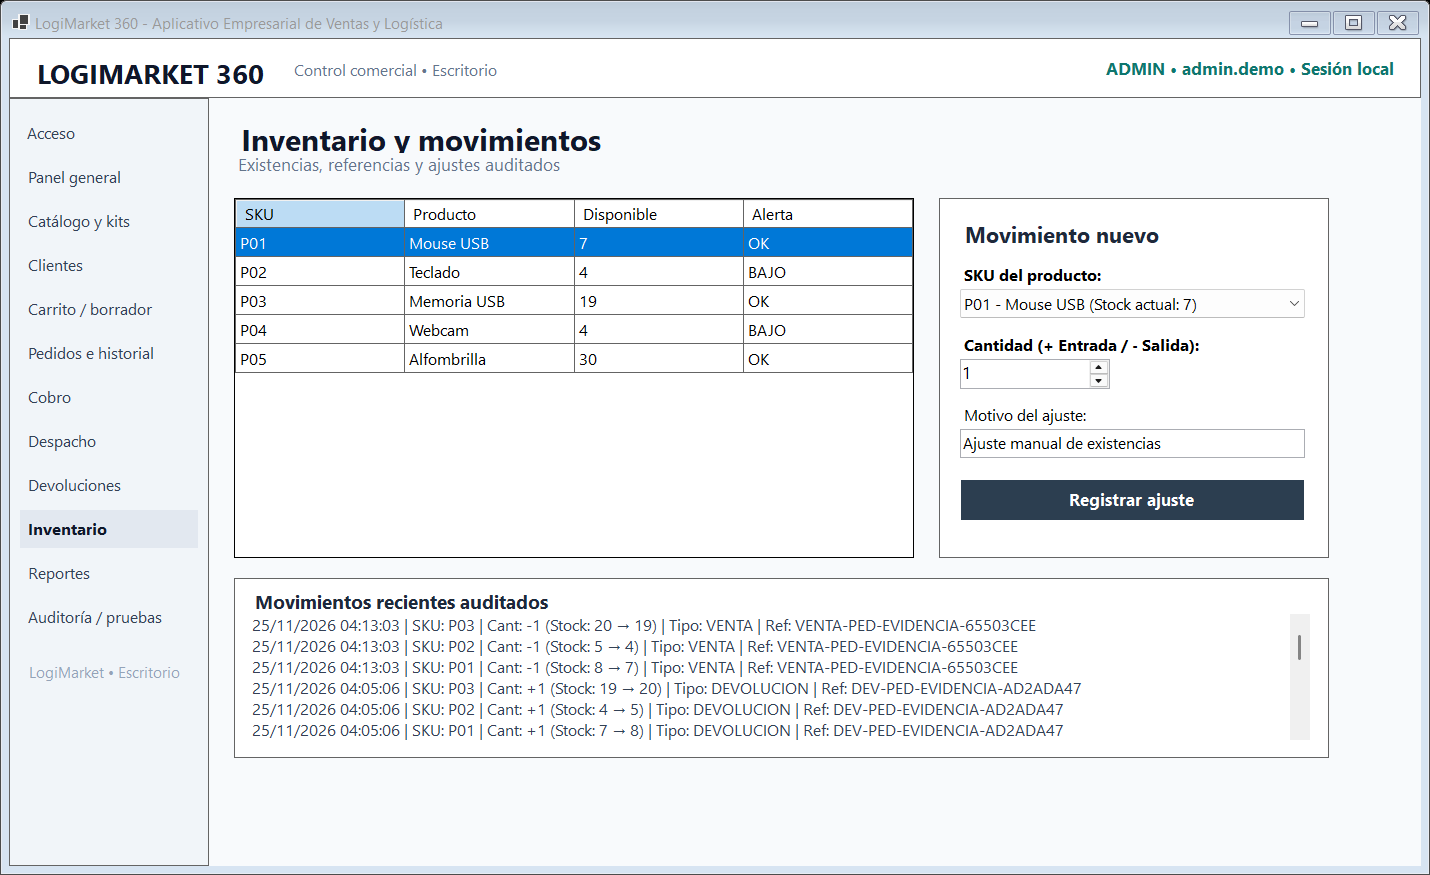 LogiMarket 360 - Aplicativo Empresarial de Ventas y Logística
LOGIMARKET 360
Control comercial • Escritorio
ADMIN • admin.demo • Sesión local
Acceso
Panel general
Catálogo y kits
Clientes
Carrito / borrador
Pedidos e historial
Cobro
Despacho
Devoluciones
Inventario
Reportes
Auditoría / pruebas
LogiMarket • Escritorio
Inventario y movimientos
Existencias, referencias y ajustes auditados
SKU Producto Disponible Alerta
P01 Mouse USB 7 OK
P02 Teclado 4 BAJO
P03 Memoria USB 19 OK
P04 Webcam 4 BAJO
P05 Alfombrilla 30 OK
Movimiento nuevo
SKU del producto:
P01 - Mouse USB (Stock actual: 7)
Cantidad (+ Entrada / - Salida):
1
Motivo del ajuste:
Ajuste manual de existencias
Registrar ajuste
Movimientos recientes auditados
25/11/2026 04:13:03 | SKU: P03 | Cant: -1 (Stock: 20 → 19) | Tipo: VENTA | Ref: VENTA-PED-EVIDENCIA-65503CEE
25/11/2026 04:13:03 | SKU: P02 | Cant: -1 (Stock: 5 → 4) | Tipo: VENTA | Ref: VENTA-PED-EVIDENCIA-65503CEE
25/11/2026 04:13:03 | SKU: P01 | Cant: -1 (Stock: 8 → 7) | Tipo: VENTA | Ref: VENTA-PED-EVIDENCIA-65503CEE
25/11/2026 04:05:06 | SKU: P03 | Cant: +1 (Stock: 19 → 20) | Tipo: DEVOLUCION | Ref: DEV-PED-EVIDENCIA-AD2ADA47
25/11/2026 04:05:06 | SKU: P02 | Cant: +1 (Stock: 4 → 5) | Tipo: DEVOLUCION | Ref: DEV-PED-EVIDENCIA-AD2ADA47
25/11/2026 04:05:06 | SKU: P01 | Cant: +1 (Stock: 7 → 8) | Tipo: DEVOLUCION | Ref: DEV-PED-EVIDENCIA-AD2ADA47